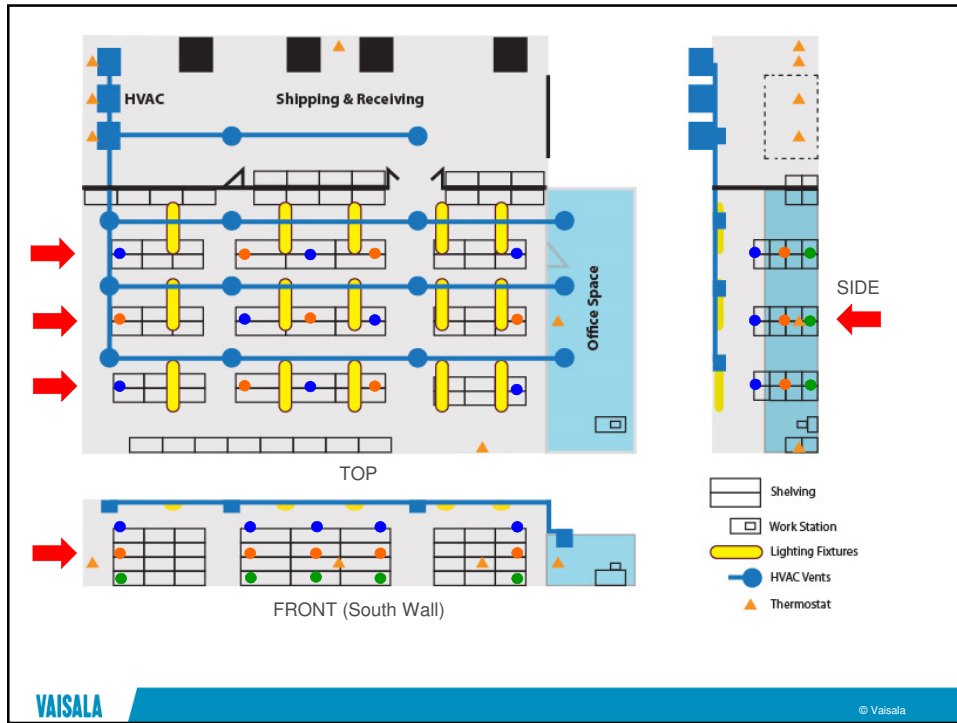 HVAC
Shipping & Receiving
Office Space
SIDE
TOP
Shelving
Work Station
Lighting Fixtures
HVAC Vents
Thermostat
FRONT (South Wall)
VAISALA
© Vaisala